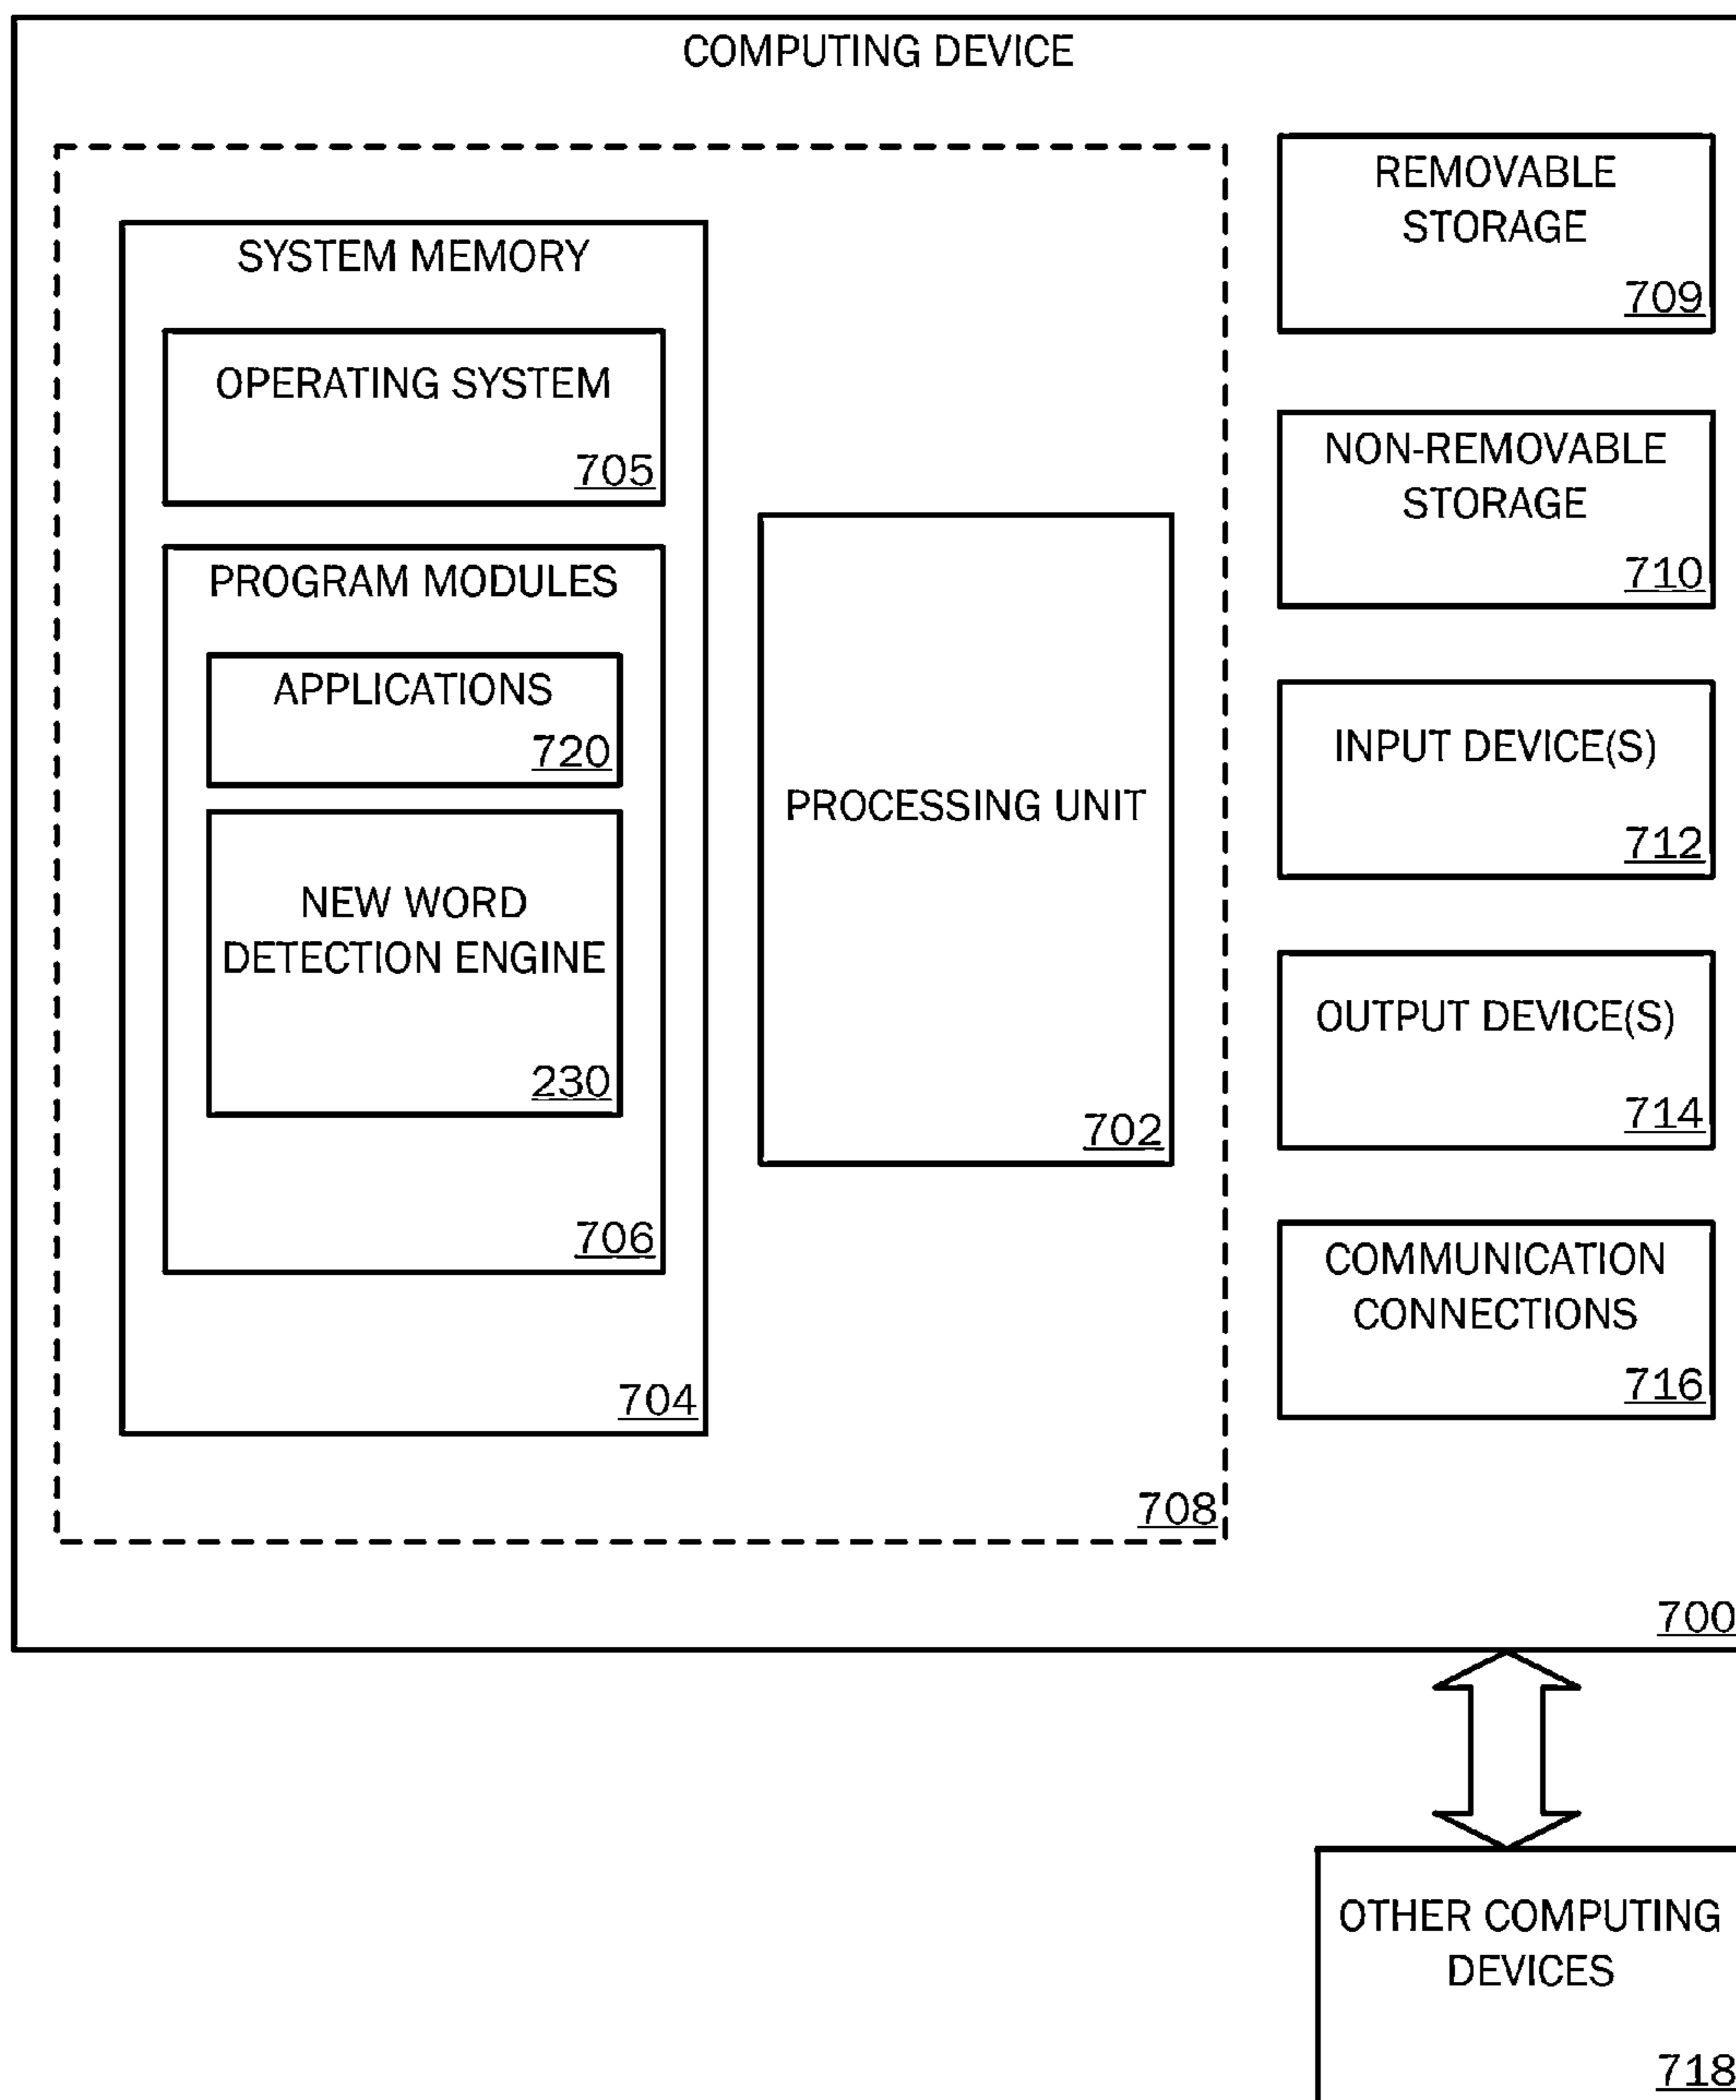 COMPUTING DEVICE
SYSTEM MEMORY
OPERATING SYSTEM
705
PROGRAM MODULES
APPLICATIONS
720
NEW WORD
DETECTION ENGINE
230
706
704
PROCESSING UNIT
702
708
REMOVABLE
STORAGE
709
NON-REMOVABLE
STORAGE
710
INPUT DEVICE(S)
712
OUTPUT DEVICE(S)
714
COMMUNICATION
CONNECTIONS
716
700
OTHER COMPUTING
DEVICES
718